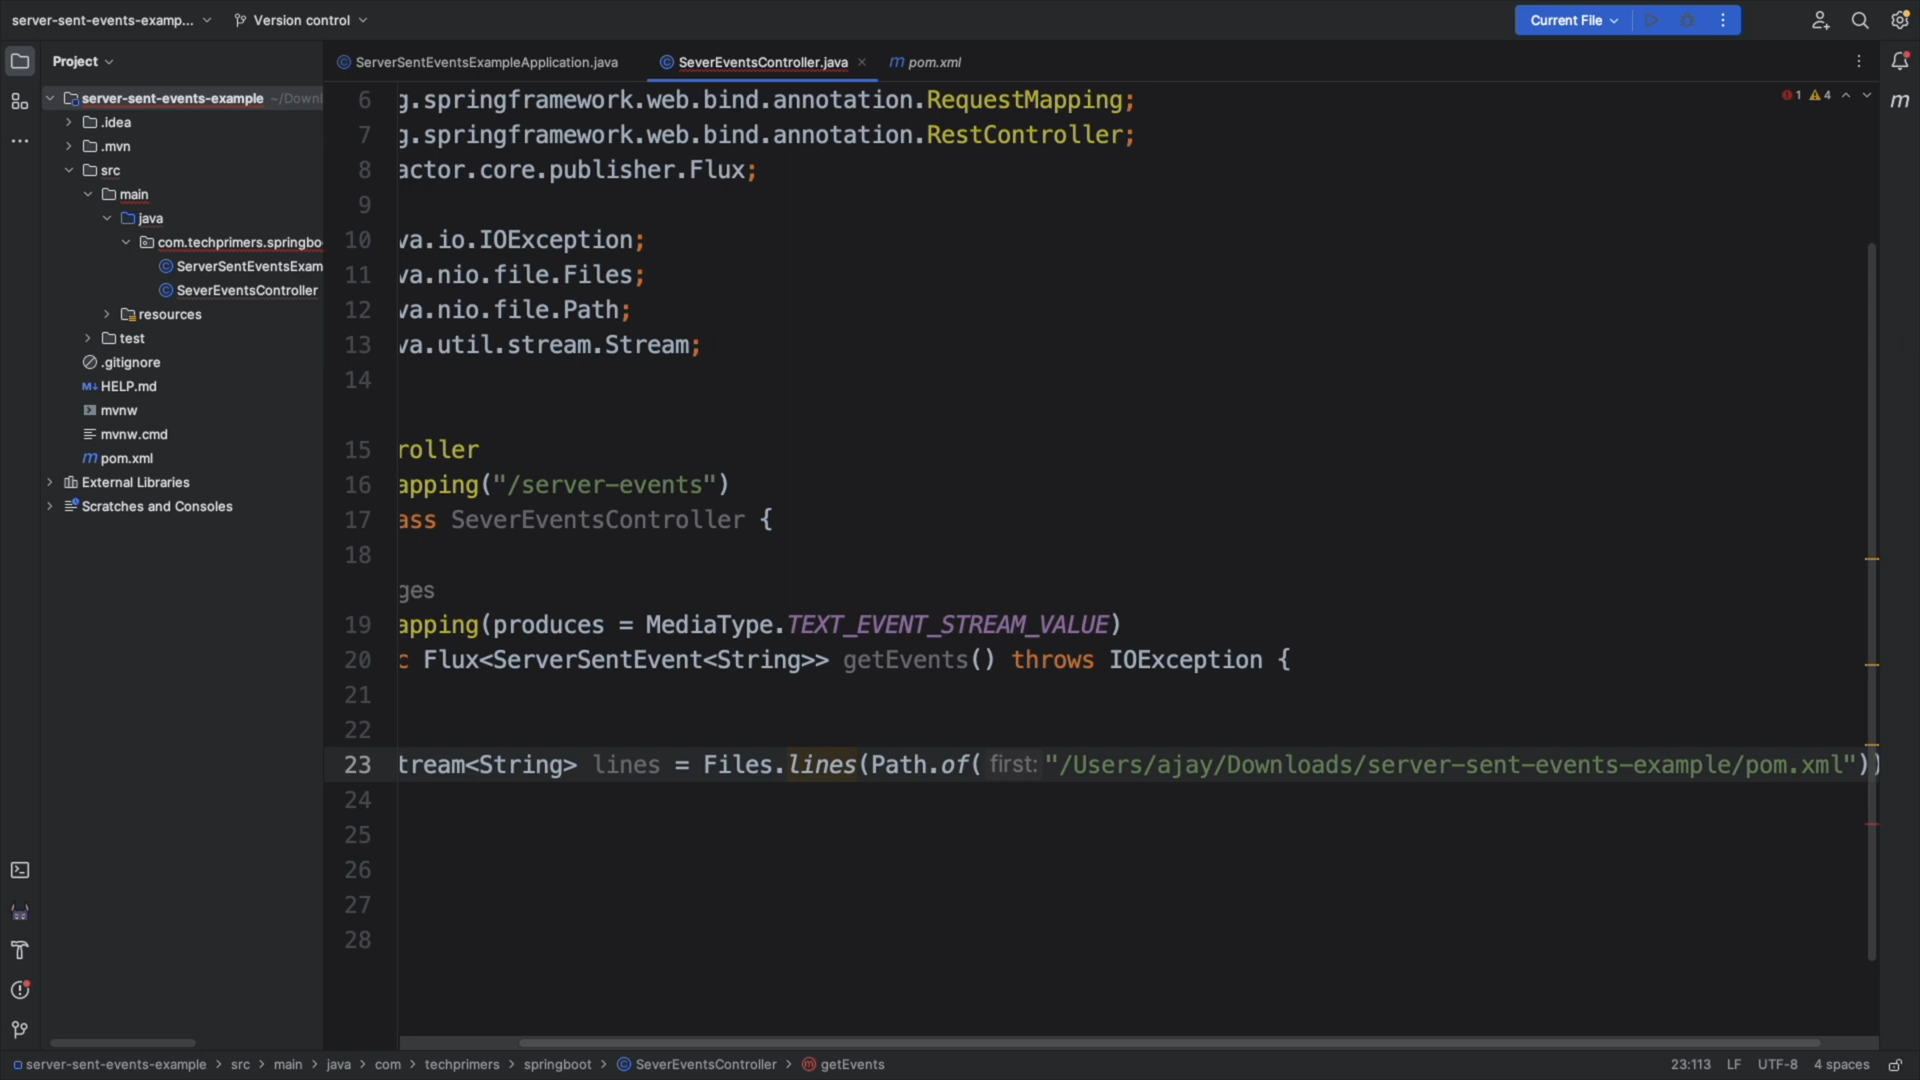 server-sent-events-examp... Version control Current File
Project ServerSentEventsExampleApplication.java SeverEventsController.java pom.xml
server-sent-events-example ~/Downl
.idea
.mvn
src
main
java
com.techprimers.springbo
ServerSentEventsExam
SeverEventsController
resources
test
.gitignore
M↓ HELP.md
mvnw
mvnw.cmd
pom.xml
External Libraries
Scratches and Consoles
1 4
6 g.springframework.web.bind.annotation.RequestMapping;
7 g.springframework.web.bind.annotation.RestController;
8 actor.core.publisher.Flux;
9
10 va.io.IOException;
11 va.nio.file.Files;
12 va.nio.file.Path;
13 va.util.stream.Stream;
14
15 roller
16 apping("/server-events")
17 ass SeverEventsController {
18
ges
19 apping(produces = MediaType.TEXT_EVENT_STREAM_VALUE)
20 c Flux<ServerSentEvent<String>> getEvents() throws IOException {
21
22
23 tream<String> lines = Files.lines(Path.of( first: "/Users/ajay/Downloads/server-sent-events-example/pom.xml"))
24
25
26
27
28
server-sent-events-example > src > main > java > com > techprimers > springboot > SeverEventsController > getEvents 23:113 LF UTF-8 4 spaces